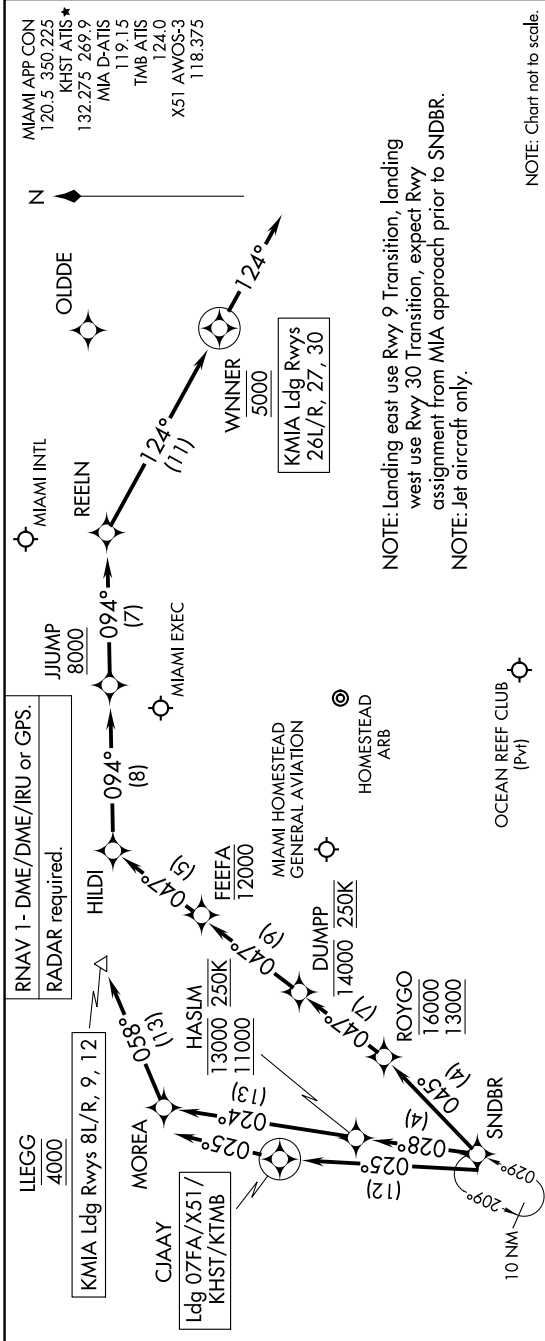 MIAMI APP CON
120.5 350.225
KHST ATIS★
132.275 269.9
MIA D-ATIS
119.15
TMB ATIS
124.0
X51 AWOS-3
118.375
RNAV 1 - DME/DME/IRU or GPS.
RADAR required.
N
MIAMI INTL
OLDDE
REELN
124°
(11)
124°
WNNER
5000
KMIA Ldg Rwys
26L/R, 27, 30
JJUMP
8000
094°
(7)
094°
(8)
MIAMI EXEC
HILDI
LLEGG
4000
KMIA Ldg Rwys 8L/R, 9, 12
058°
(13)
MOREA
047°
(5)
FEEFA
12000
MIAMI HOMESTEAD
GENERAL AVIATION
HOMESTEAD
ARB
047°
(9)
DUMPP
14000 250K
HASLM
13000 250K
11000
047°
(7)
ROYGO
16000
13000
024°
(13)
025°
CJAAY
Ldg 07FA/X51/
KHST/KTMB
045°
(4)
028°
(4)
025°
(12)
SNDBR
029°
209°
10 NM
OCEAN REEF CLUB
(Pvt)
NOTE: Landing east use Rwy 9 Transition, landing
west use Rwy 30 Transition, expect Rwy
assignment from MIA approach prior to SNDBR.
NOTE: Jet aircraft only.
NOTE: Chart not to scale.